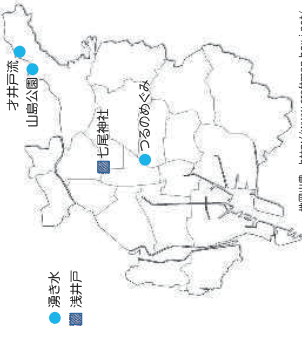 才井戸流
山島公園
七尾神社
つるのめぐみ
湧き水
浅井戸